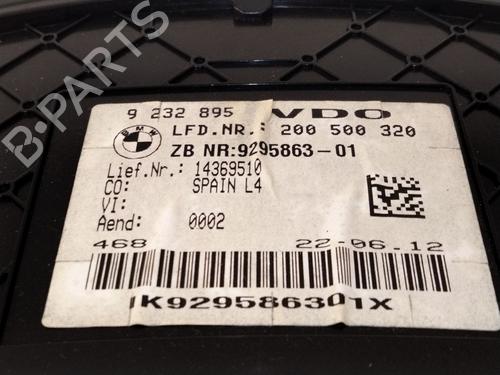 B-PARTS
9 232 895 VDO
BMW
LFD.NR.: 200 500 320
ZB NR:9295863-01
Lief.Nr.: 14369510
CO: SPAIN L4
VI:
Aend: 0002
468 22-06.12
1K929586301X